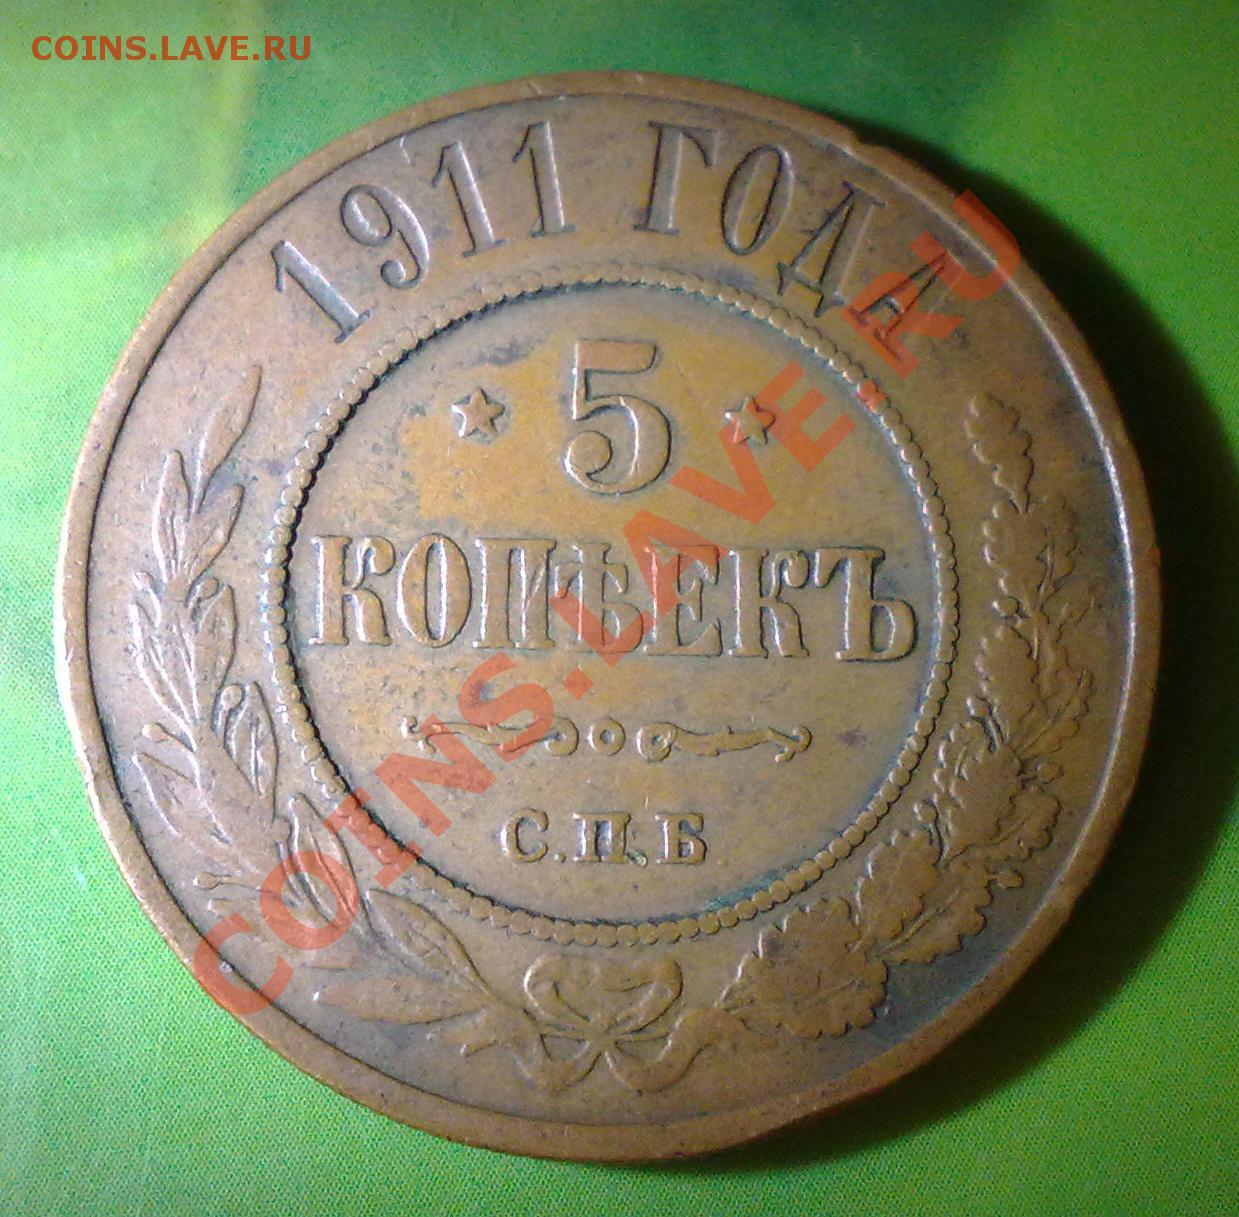 COINS.LAVE.RU
1911 ГОДА
5
КОПѢЕКЪ
С.П.Б.
COINS.LAVE.RU